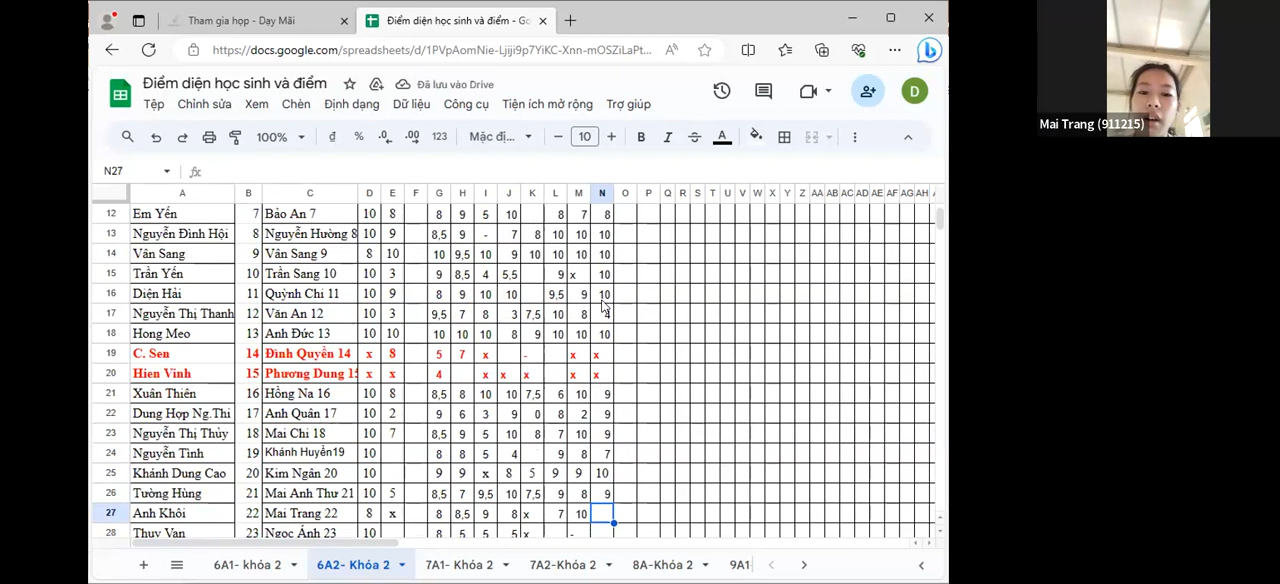 Tham gia họp - Dạy Mãi
Điểm diện học sinh và điểm - Go
https://docs.google.com/spreadsheets/d/1PVpAomNie-Ljiji9p7YiKC-Xnn-mOSZiLaPt...
Mai Trang (911215)
Điểm diện học sinh và điểm
Đã lưu vào Drive
D
Tệp Chỉnh sửa Xem Chèn Định dạng Dữ liệu Công cụ Tiện ích mở rộng Trợ giúp
100% đ % .0 .00 123 Mặc đị... 10 B I A
N27 fx
A B C D E F G H I J K L M N O P Q R S T U V W X Y Z AA AB AC AD AE AF AG AH
12 Em Yến 7 Bảo An 7 10 8 8 9 5 10 8 7 8
13 Nguyễn Đình Hội 8 Nguyễn Hường 8 10 9 8,5 9 - 7 8 10 10 10
14 Vân Sang 9 Vân Sang 9 8 10 10 9,5 10 9 10 10 10 10
15 Trần Yến 10 Trần Sang 10 10 3 9 8,5 4 5,5 9 x 10
16 Diện Hải 11 Quỳnh Chi 11 10 9 8 9 10 10 9,5 9 10
17 Nguyễn Thị Thanh 12 Văn An 12 10 3 9,5 7 8 3 7,5 10 8 4
18 Hong Meo 13 Anh Đức 13 10 10 10 10 10 8 9 10 10 10
19 C. Sen 14 Đình Quyền 14 x 8 5 7 x - x x
20 Hien Vinh 15 Phương Dung 15 x x 4 x x x x x
21 Xuân Thiên 16 Hồng Na 16 10 8 8,5 8 10 10 7,5 6 10 9
22 Dung Hợp Ng.Thi 17 Anh Quân 17 10 2 9 6 3 9 0 8 2 9
23 Nguyễn Thị Thủy 18 Mai Chi 18 10 7 8,5 9 5 10 8 7 10 9
24 Nguyễn Tình 19 Khánh Huyền19 10 8 8 5 4 9 8 7
25 Khánh Dung Cao 20 Kim Ngân 20 10 9 9 x 8 5 9 9 10
26 Tường Hùng 21 Mai Anh Thư 21 10 5 8,5 7 9,5 10 7,5 9 8 9
27 Anh Khôi 22 Mai Trang 22 8 x 8 8,5 9 8 x 7 10
28 Thuy Van 23 Ngọc Ánh 23 10 8 5 5 5 x -
6A1- khóa 2 6A2- Khóa 2 7A1- Khóa 2 7A2-Khóa 2 8A-Khóa 2 9A1-